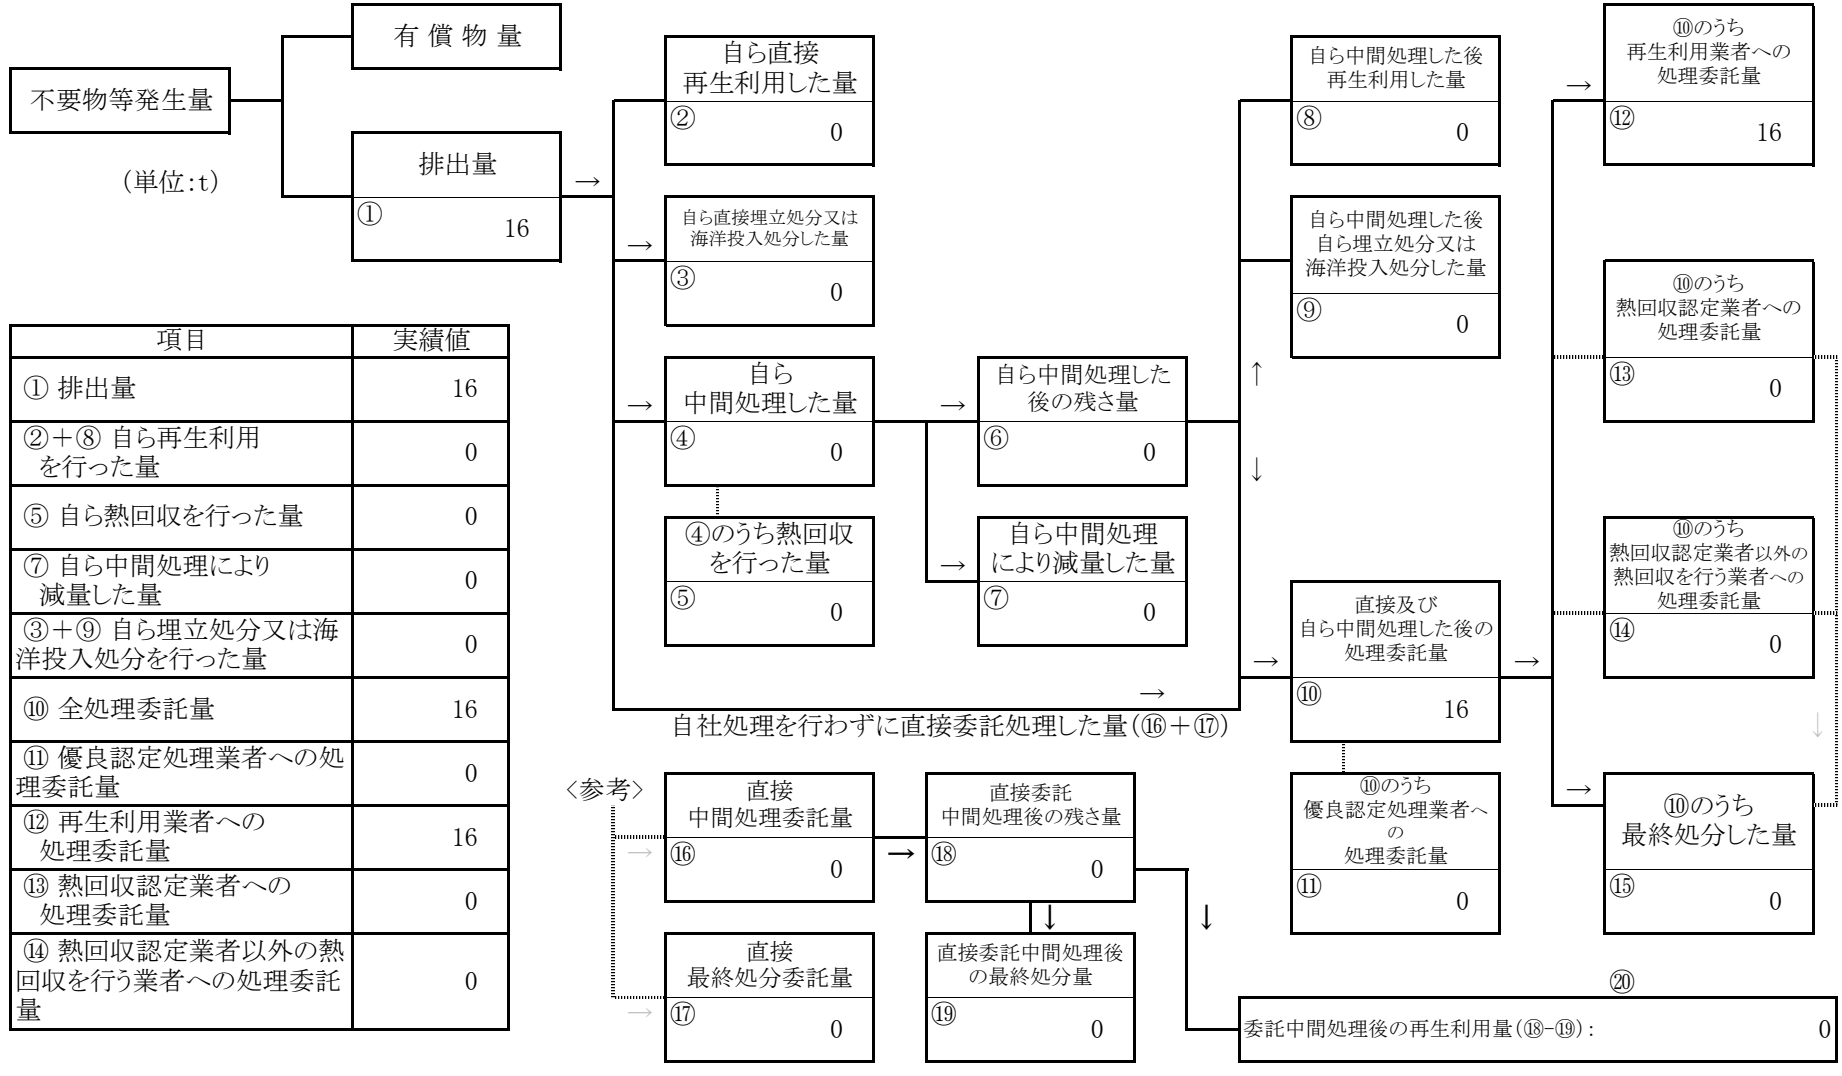 不要物等発生量
有償物量
(単位:t)
排出量
①
16
→
自ら直接
再生利用した量
②
0
→
自ら直接埋立処分又は
海洋投入処分した量
③
0
→
自ら
中間処理した量
④
0
④のうち熱回収
を行った量
⑤
0
→
自ら中間処理した
後の残さ量
⑥
0
→
自ら中間処理
により減量した量
⑦
0
→
自社処理を行わずに直接委託処理した量(⑯+⑰)
自ら中間処理した後
再生利用した量
⑧
0
自ら中間処理した後
自ら埋立処分又は
海洋投入処分した量
⑨
0
↑
↓
→
直接及び
自ら中間処理した後の
処理委託量
⑩
16
→
⑩のうち
優良認定処理業者へ
の
処理委託量
⑪
0
→
⑩のうち
再生利用業者への
処理委託量
⑫
16
⑩のうち
熱回収認定業者への
処理委託量
⑬
0
⑩のうち
熱回収認定業者以外の
熱回収を行う業者への
処理委託量
⑭
0
↓
→
⑩のうち
最終処分した量
⑮
0
項目 実績値
① 排出量 16
②+⑧ 自ら再生利用
を行った量 0
⑤ 自ら熱回収を行った量 0
⑦ 自ら中間処理により
減量した量 0
③+⑨ 自ら埋立処分又は海
洋投入処分を行った量 0
⑩ 全処理委託量 16
⑪ 優良認定処理業者への処
理委託量 0
⑫ 再生利用業者への
処理委託量 16
⑬ 熱回収認定業者への
処理委託量 0
⑭ 熱回収認定業者以外の熱
回収を行う業者への処理委託
量 0
<参考>
→
直接
中間処理委託量
⑯
0
→
直接委託
中間処理後の残さ量
⑱
0
→
直接
最終処分委託量
⑰
0
↓
直接委託中間処理後
の最終処分量
⑲
0
↓
⑳
委託中間処理後の再生利用量(⑱-⑲): 0